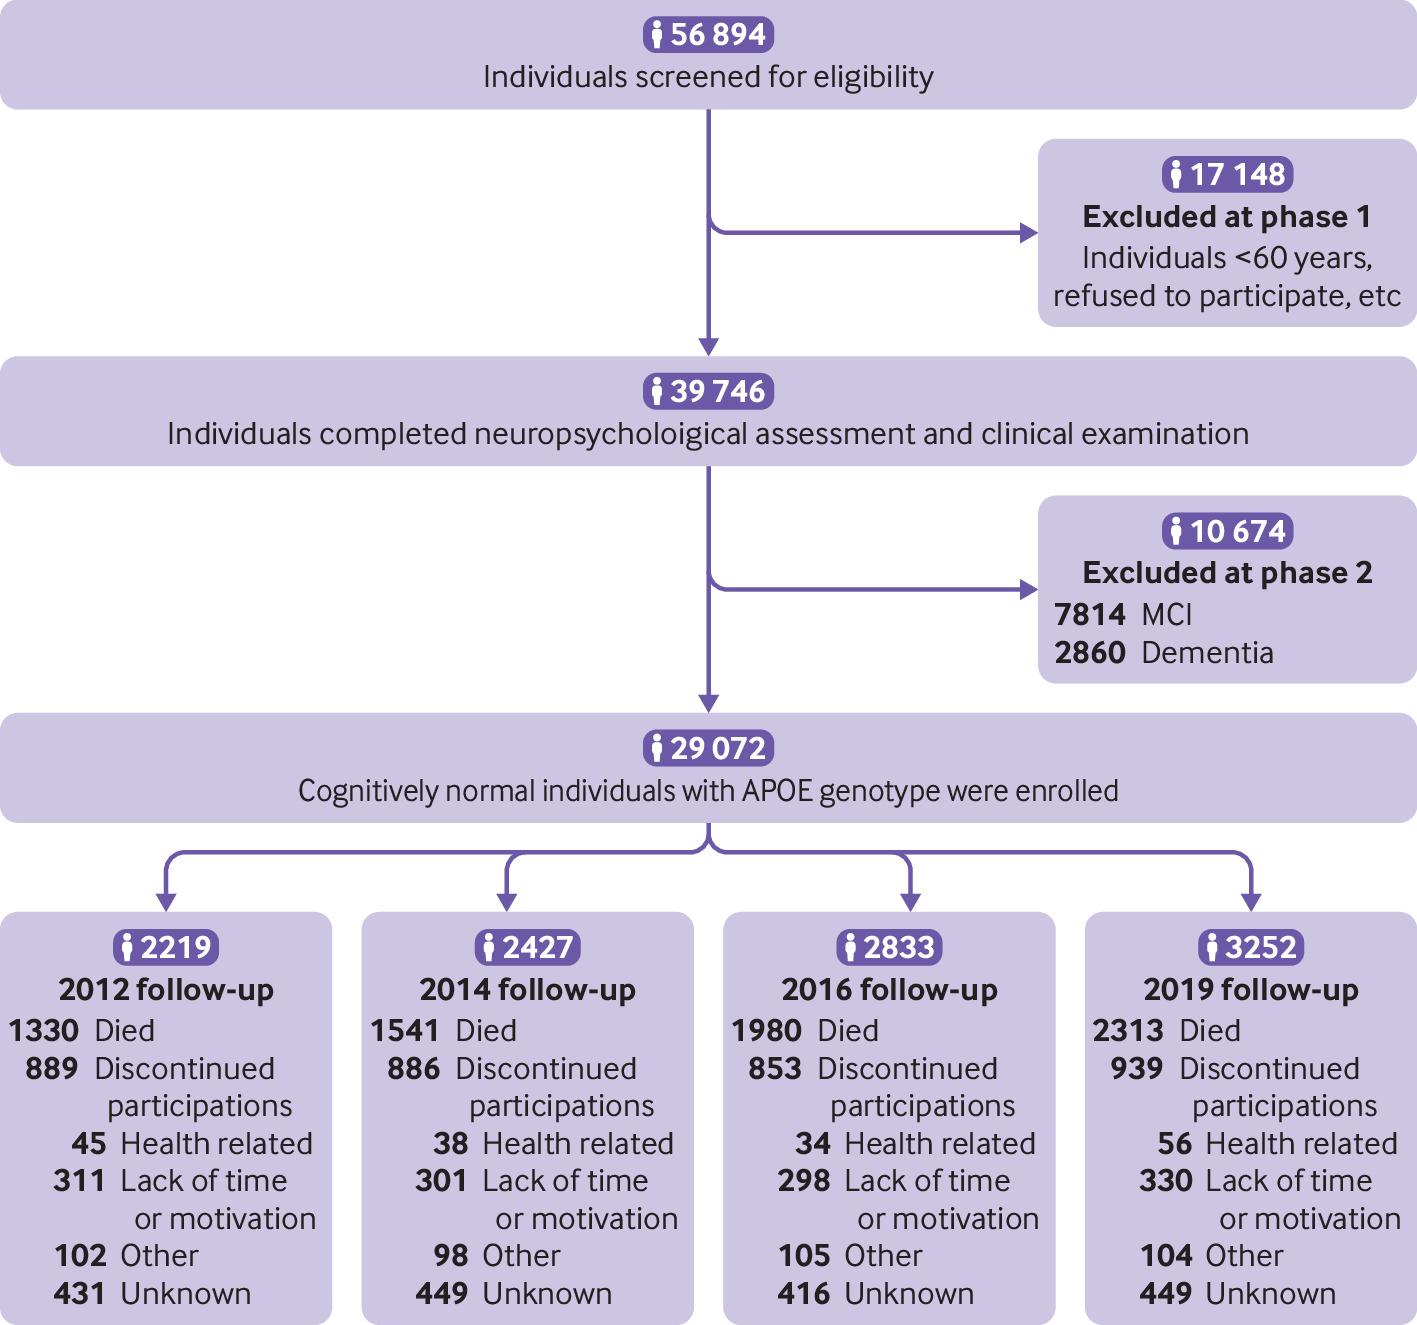 56 894
Individuals screened for eligibility
17 148
Excluded at phase 1
Individuals <60 years,
refused to participate, etc
39 746
Individuals completed neuropsycholoigical assessment and clinical examination
10 674
Excluded at phase 2
7814 MCI
2860 Dementia
29 072
Cognitively normal individuals with APOE genotype were enrolled
2219
2012 follow-up
1330 Died
889 Discontinued
participations
45 Health related
311 Lack of time
or motivation
102 Other
431 Unknown
2427
2014 follow-up
1541 Died
886 Discontinued
participations
38 Health related
301 Lack of time
or motivation
98 Other
449 Unknown
2833
2016 follow-up
1980 Died
853 Discontinued
participations
34 Health related
298 Lack of time
or motivation
105 Other
416 Unknown
3252
2019 follow-up
2313 Died
939 Discontinued
participations
56 Health related
330 Lack of time
or motivation
104 Other
449 Unknown